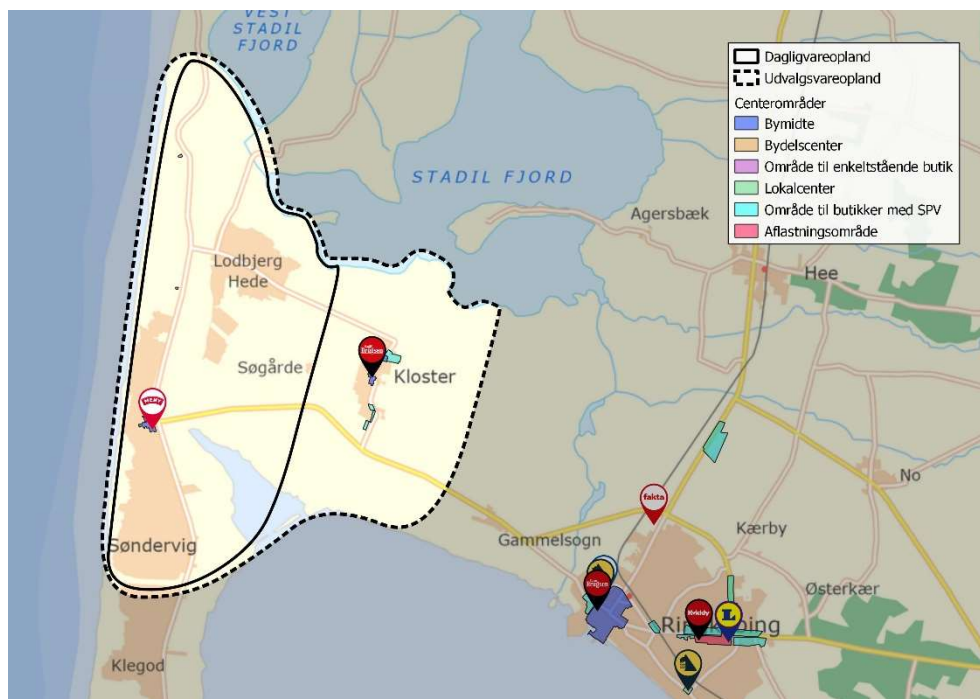 VEST
STADIL
FJORD
Dagligvareopland
Udvalgsvareopland
Centerområder
Bymidte
Bydelscenter
Område til enkeltstående butik
Lokalcenter
Område til butikker med SPV
Aflastningsområde
STADIL FJORD
Agersbæk
Hee
Lodbjerg
Hede
Søgårde
Kloster
MENY
No
fakta
Kærby
Gammelsogn
Søndervig
Østerkær
L
Klegod